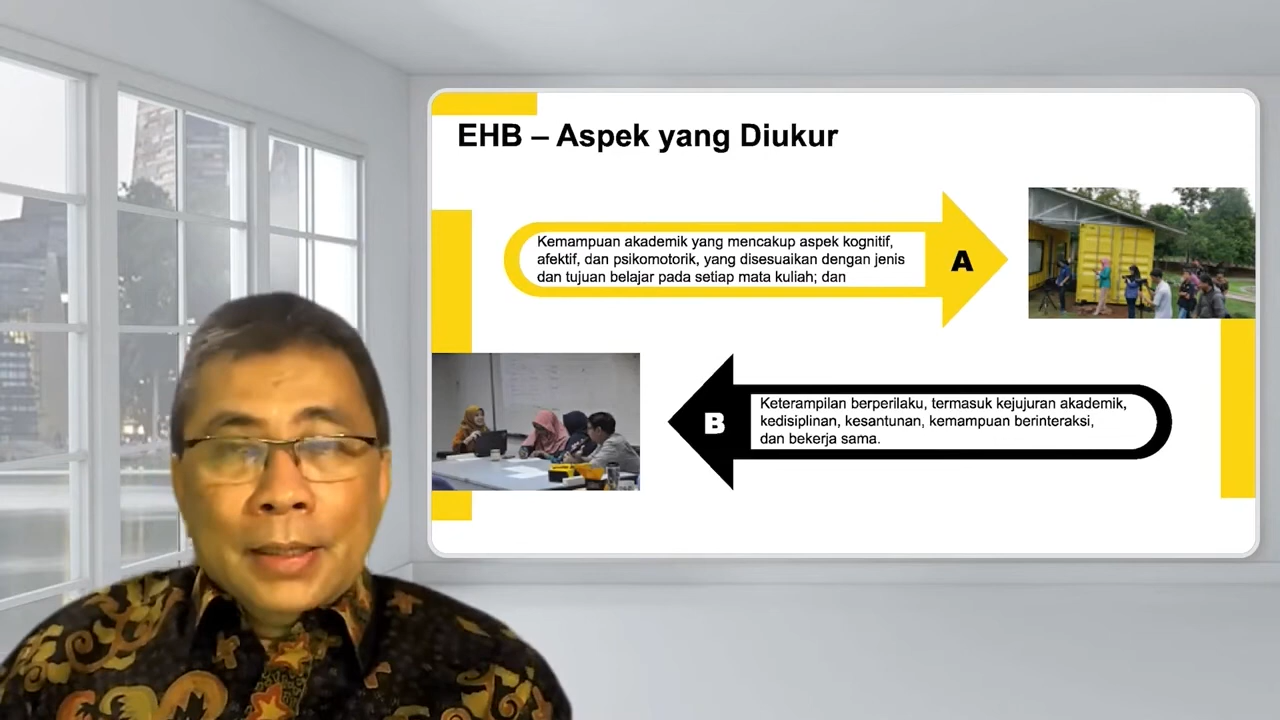 EHB – Aspek yang Diukur
Kemampuan akademik yang mencakup aspek kognitif,
afektif, dan psikomotorik, yang disesuaikan dengan jenis
dan tujuan belajar pada setiap mata kuliah; dan
A
B
Keterampilan berperilaku, termasuk kejujuran akademik,
kedisiplinan, kesantunan, kemampuan berinteraksi,
dan bekerja sama.